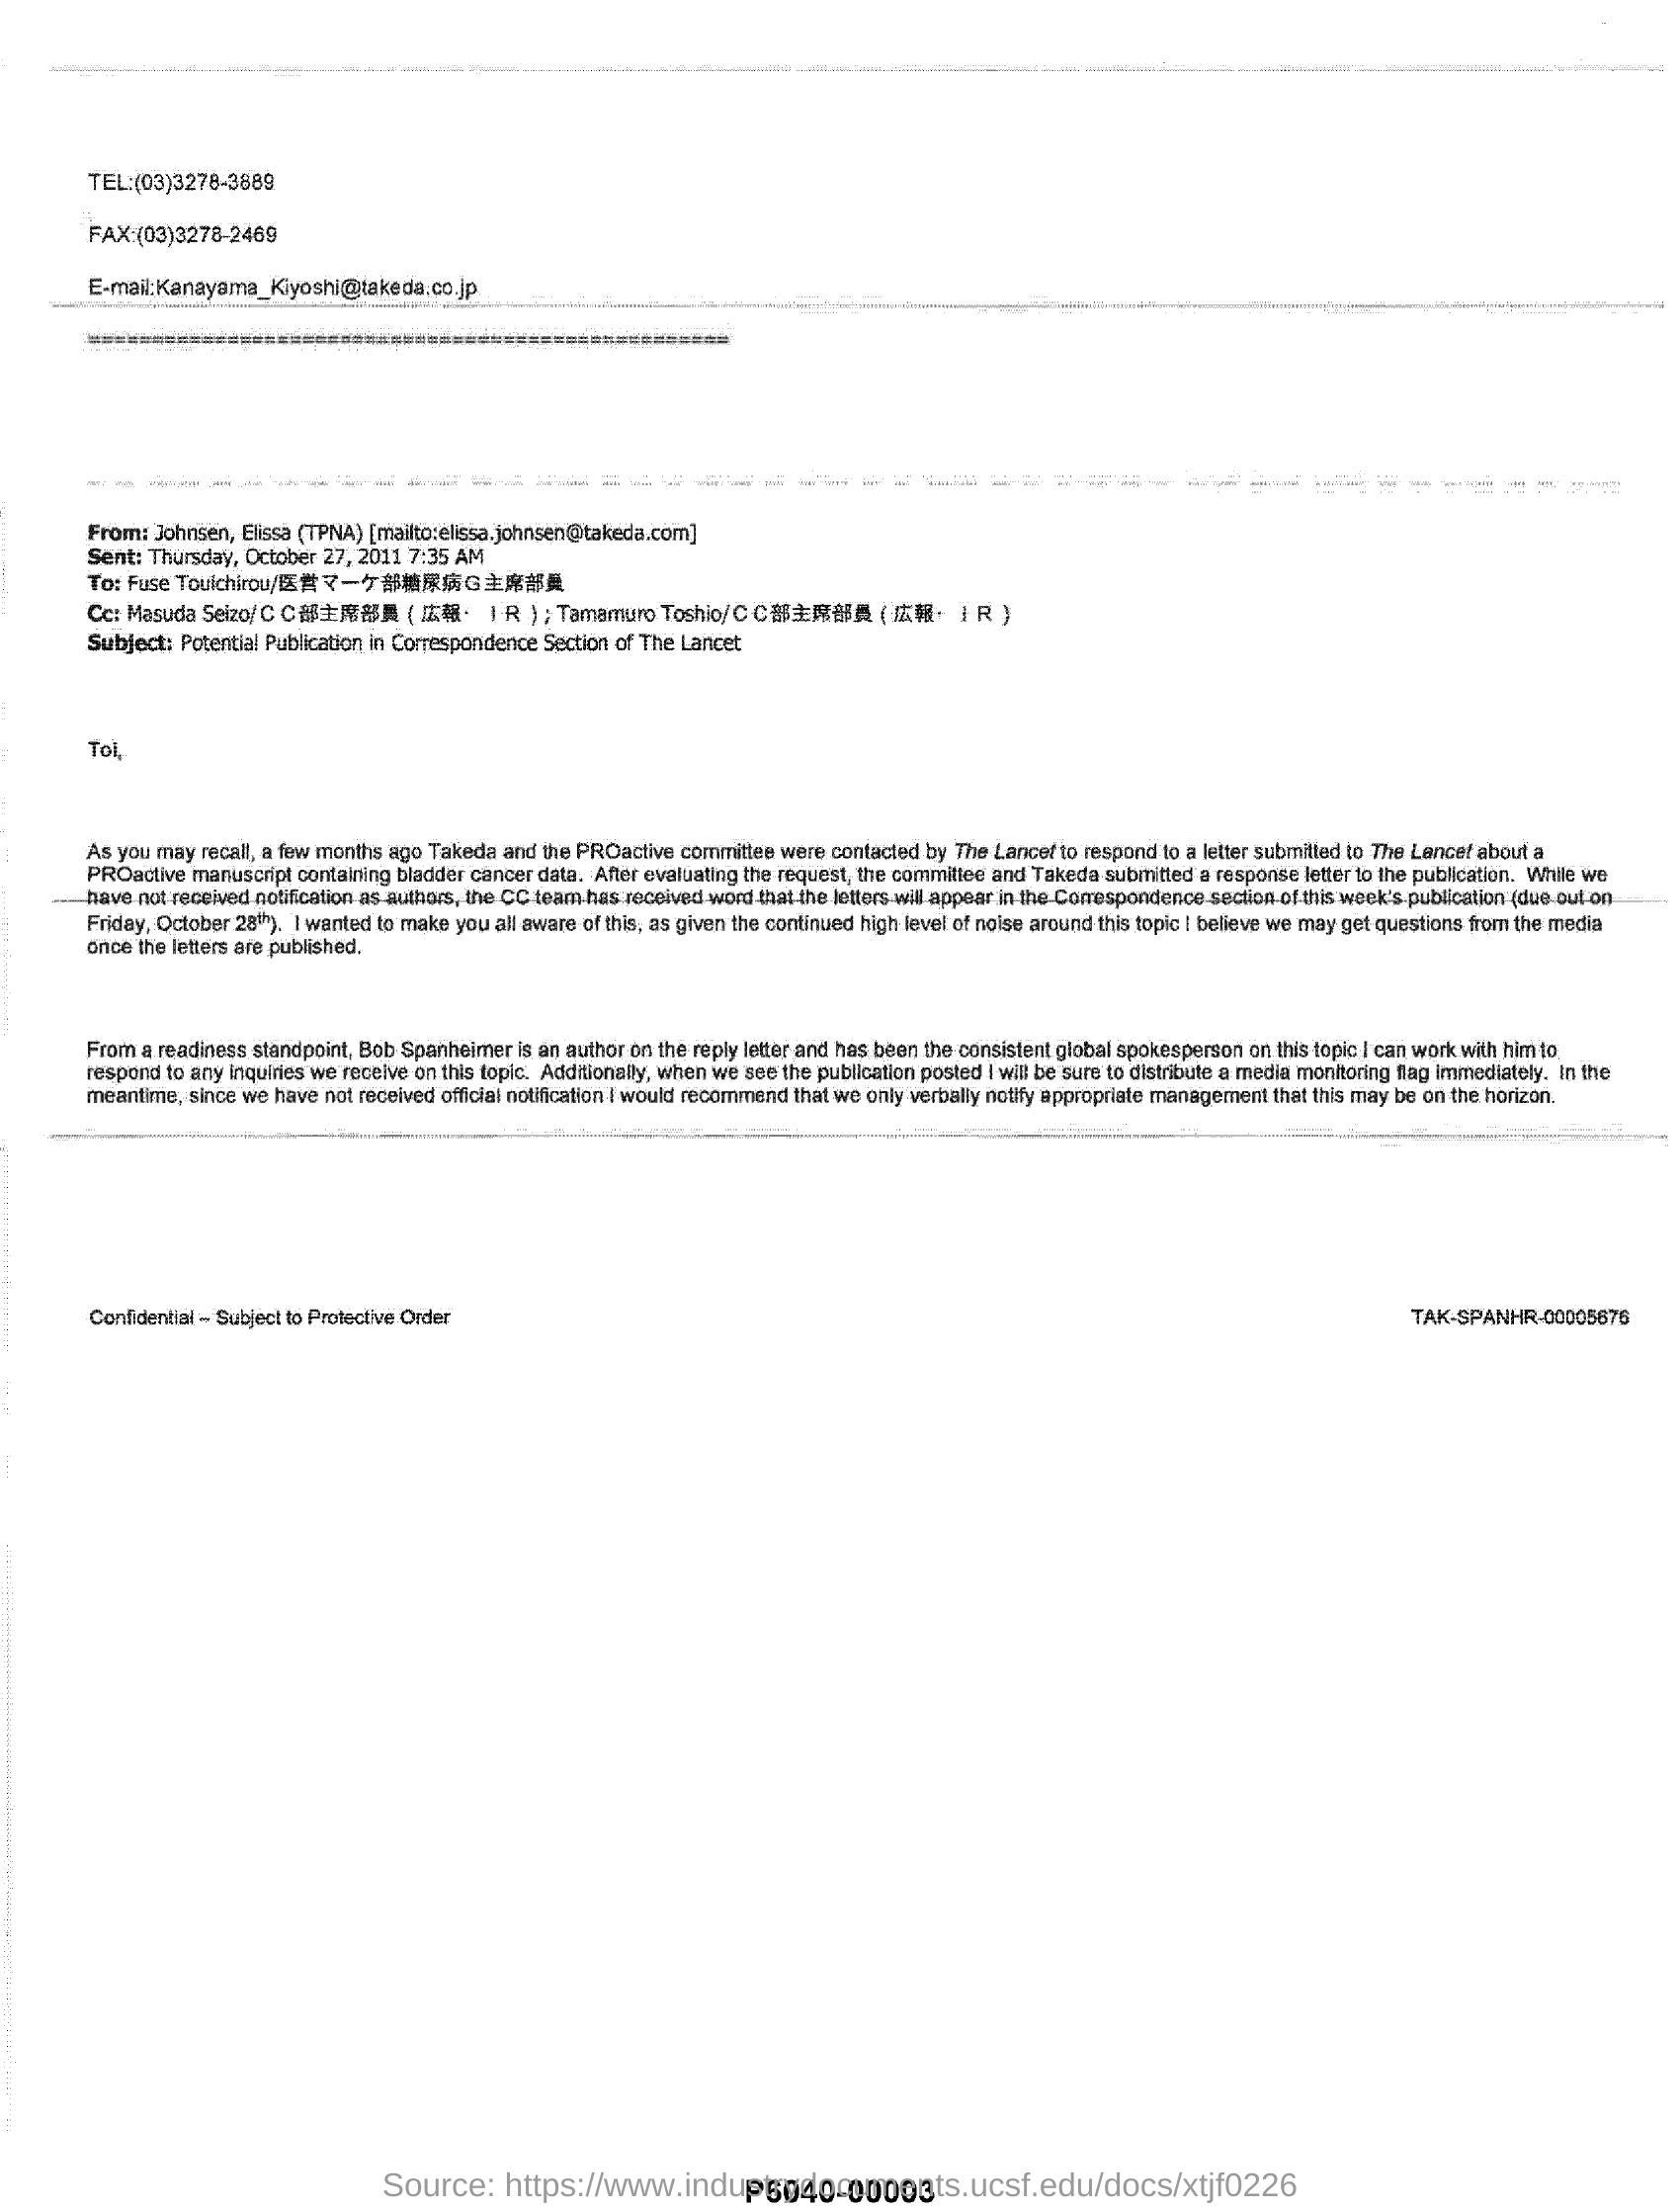 TEL:(03)3278-3889
FAX:(03)3278-2469
E-mail:Kanayama_Kiyoshi@takeda.co.jp
==================================================
From: Johnsen, Elissa (TPNA) [mailto:elissa.johnsen@takeda.com]
Sent: Thursday, October 27, 2011 7:35 AM
To: Fuse Touichirou/医営マーケ部糖尿病G主席部員
Cc: Masuda Seizo/CC部主席部員(広報・IR); Tamamuro Toshio/CC部主席部員(広報・IR)
Subject: Potential Publication in Correspondence Section of The Lancet
Toi,
As you may recall, a few months ago Takeda and the PROactive committee were contacted by The Lancet to respond to a letter submitted to The Lancet about a
PROactive manuscript containing bladder cancer data. After evaluating the request, the committee and Takeda submitted a response letter to the publication. While we
have not received notification as authors, the CC team has received word that the letters will appear in the Correspondence section of this week's publication (due out on
Friday, October 28th). I wanted to make you all aware of this, as given the continued high level of noise around this topic I believe we may get questions from the media
once the letters are published.
From a readiness standpoint, Bob Spanheimer is an author on the reply letter and has been the consistent global spokesperson on this topic I can work with him to
respond to any inquiries we receive on this topic. Additionally, when we see the publication posted I will be sure to distribute a media monitoring flag immediately. In the
meantime, since we have not received official notification I would recommend that we only verbally notify appropriate management that this may be on the horizon.
Confidential – Subject to Protective Order
TAK-SPANHR-00005676
Source: https://www.industrydocuments.ucsf.edu/docs/xtjf0226
P5040-00003